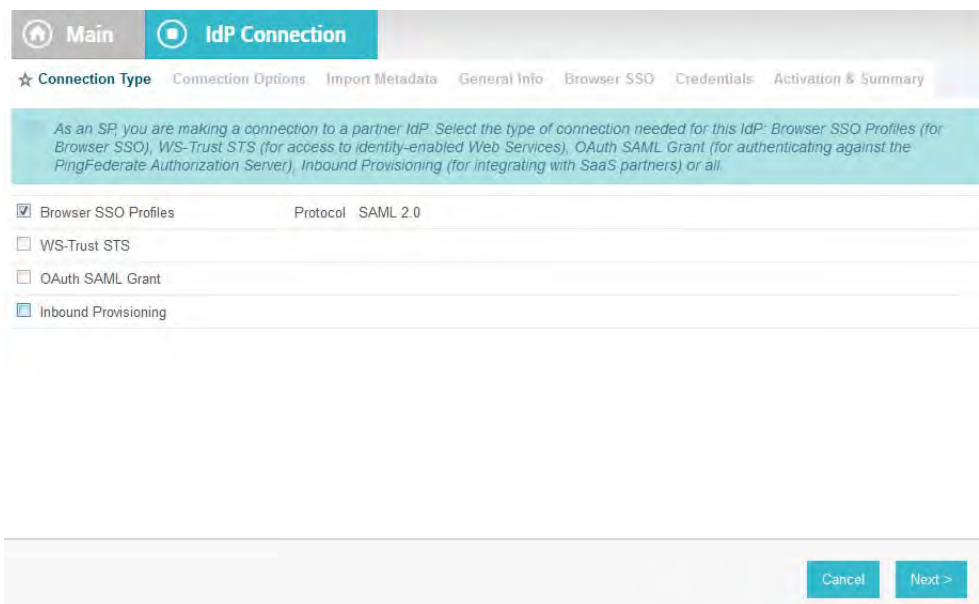 Main IdP Connection
Connection Type Connection Options Import Metadata General Info Browser SSO Credentials Activation & Summary
As an SP, you are making a connection to a partner IdP. Select the type of connection needed for this IdP: Browser SSO Profiles (for
Browser SSO), WS-Trust STS (for access to identity-enabled Web Services), OAuth SAML Grant (for authenticating against the
PingFederate Authorization Server), Inbound Provisioning (for integrating with SaaS partners) or all.
Browser SSO Profiles Protocol SAML 2.0
WS-Trust STS
OAuth SAML Grant
Inbound Provisioning
Cancel Next >